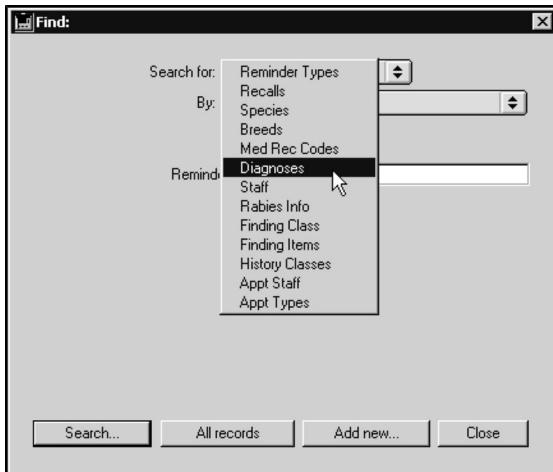 Find:
Search for: Reminder Types
Recalls
By: Species
Breeds
Med Rec Codes
Remind Diagnoses
Staff
Rabies Info
Finding Class
Finding Items
History Classes
Appt Staff
Appt Types
Search... All records Add new... Close